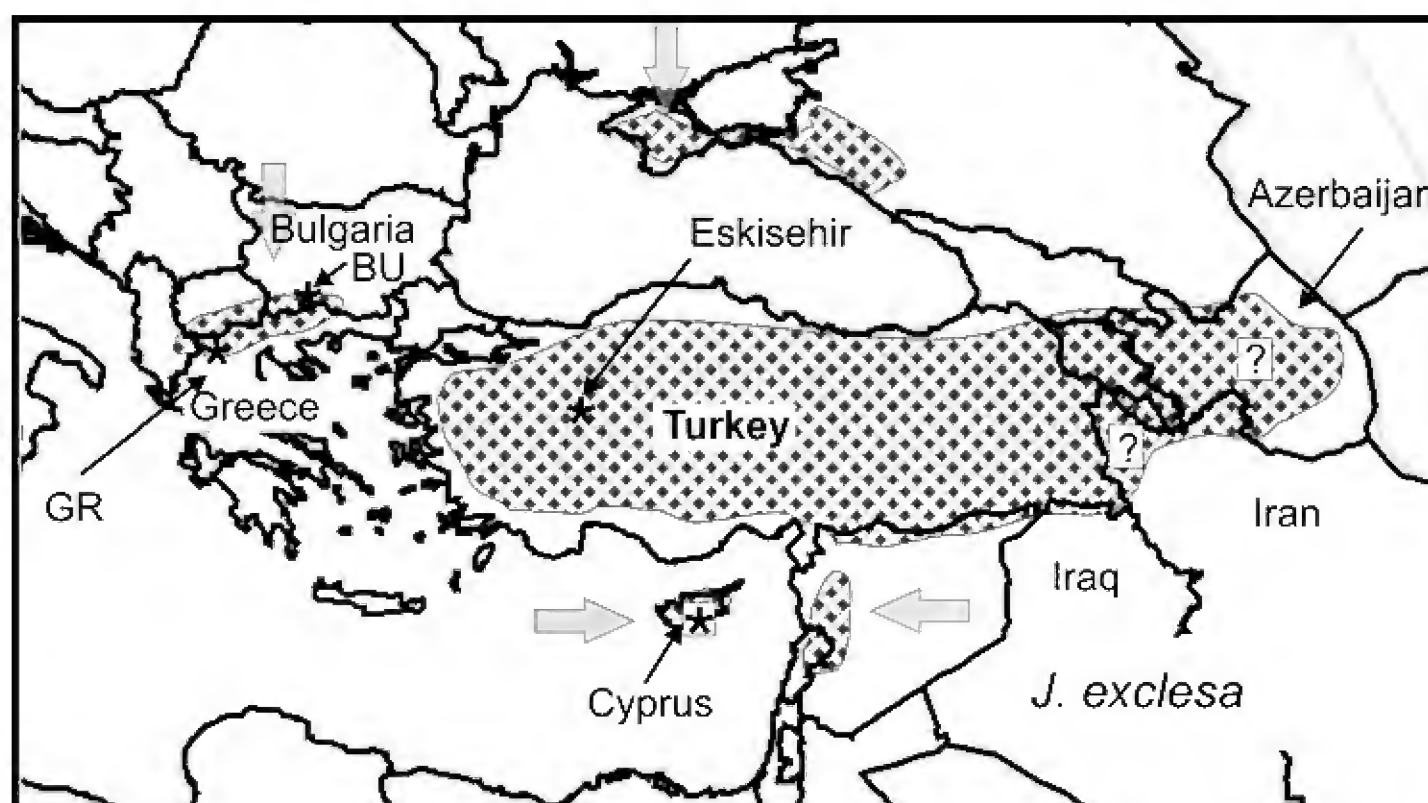 Azerbaijan
Bulgaria
Eskisehir
BU
?
Greece
Turkey
?
GR
Iran
Iraq
Cyprus
J. exclesa